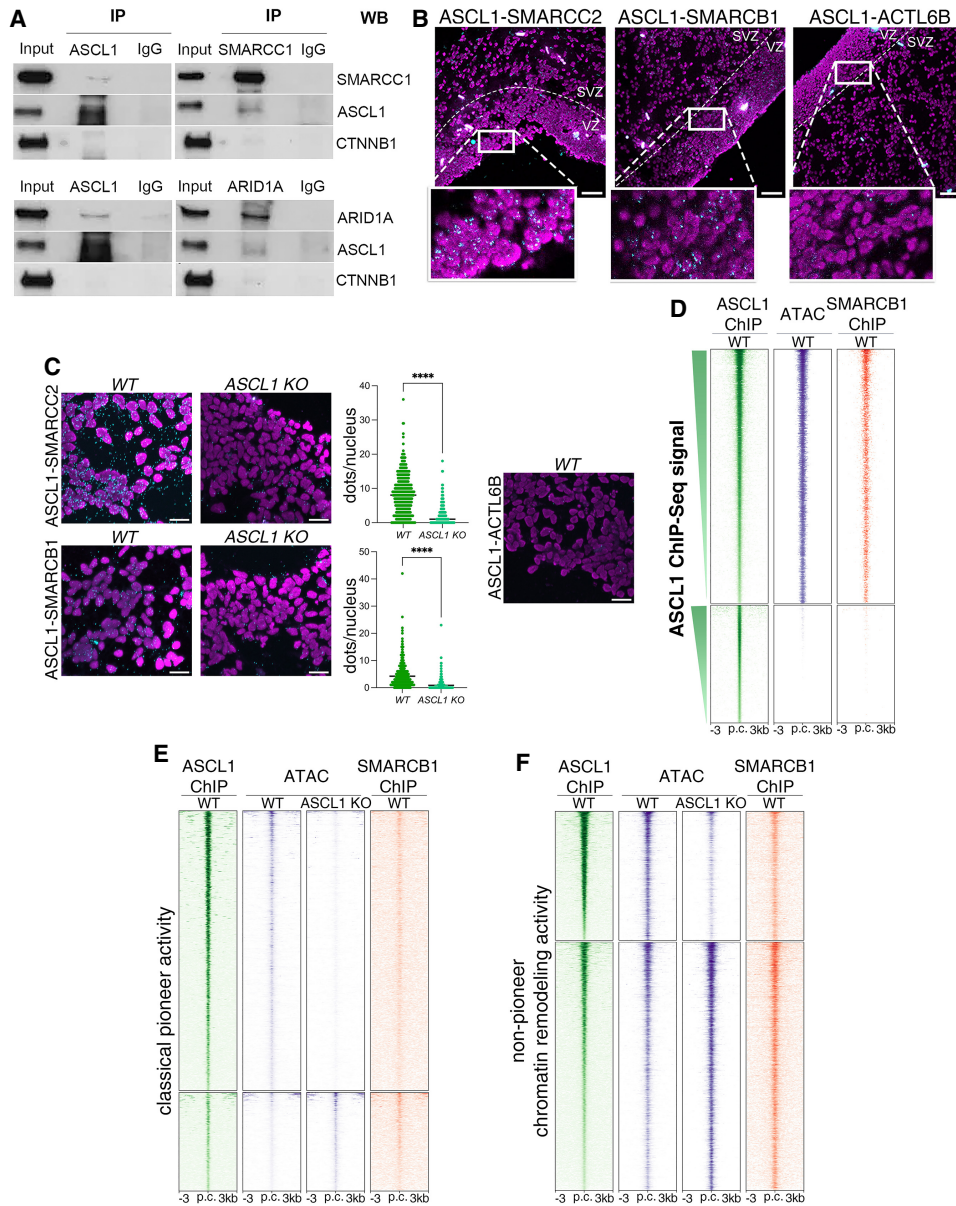 A
IP
IP
WB
Input ASCL1 IgG
Input SMARCC1 IgG
SMARCC1
ASCL1
CTNNB1
Input ASCL1 IgG
Input ARID1A IgG
ARID1A
ASCL1
CTNNB1
B
ASCL1-SMARCC2
ASCL1-SMARCB1
ASCL1-ACTL6B
SVZ
VZ
SVZ
VZ
VZ
SVZ
C
WT
ASCL1 KO
ASCL1-SMARCC2
WT
ASCL1 KO
ASCL1-SMARCB1
****
dots/nucleus
40
30
20
10
0
WT
ASCL1 KO
****
dots/nucleus
50
40
30
20
10
0
WT
ASCL1 KO
WT
ASCL1-ACTL6B
D
ASCL1
ChIP
ATAC
SMARCB1
ChIP
WT
WT
WT
ASCL1 ChIP-Seq signal
-3 p.c. 3kb
-3 p.c. 3kb
-3 p.c. 3kb
E
ASCL1
ChIP
ATAC
SMARCB1
ChIP
WT
WT
ASCL1 KO
WT
classical pioneer activity
-3 p.c. 3kb
-3 p.c. 3kb
-3 p.c. 3kb
-3 p.c. 3kb
F
ASCL1
ChIP
ATAC
SMARCB1
ChIP
WT
WT
ASCL1 KO
WT
non-pioneer
chromatin remodeling activity
-3 p.c. 3kb
-3 p.c. 3kb
-3 p.c. 3kb
-3 p.c. 3kb